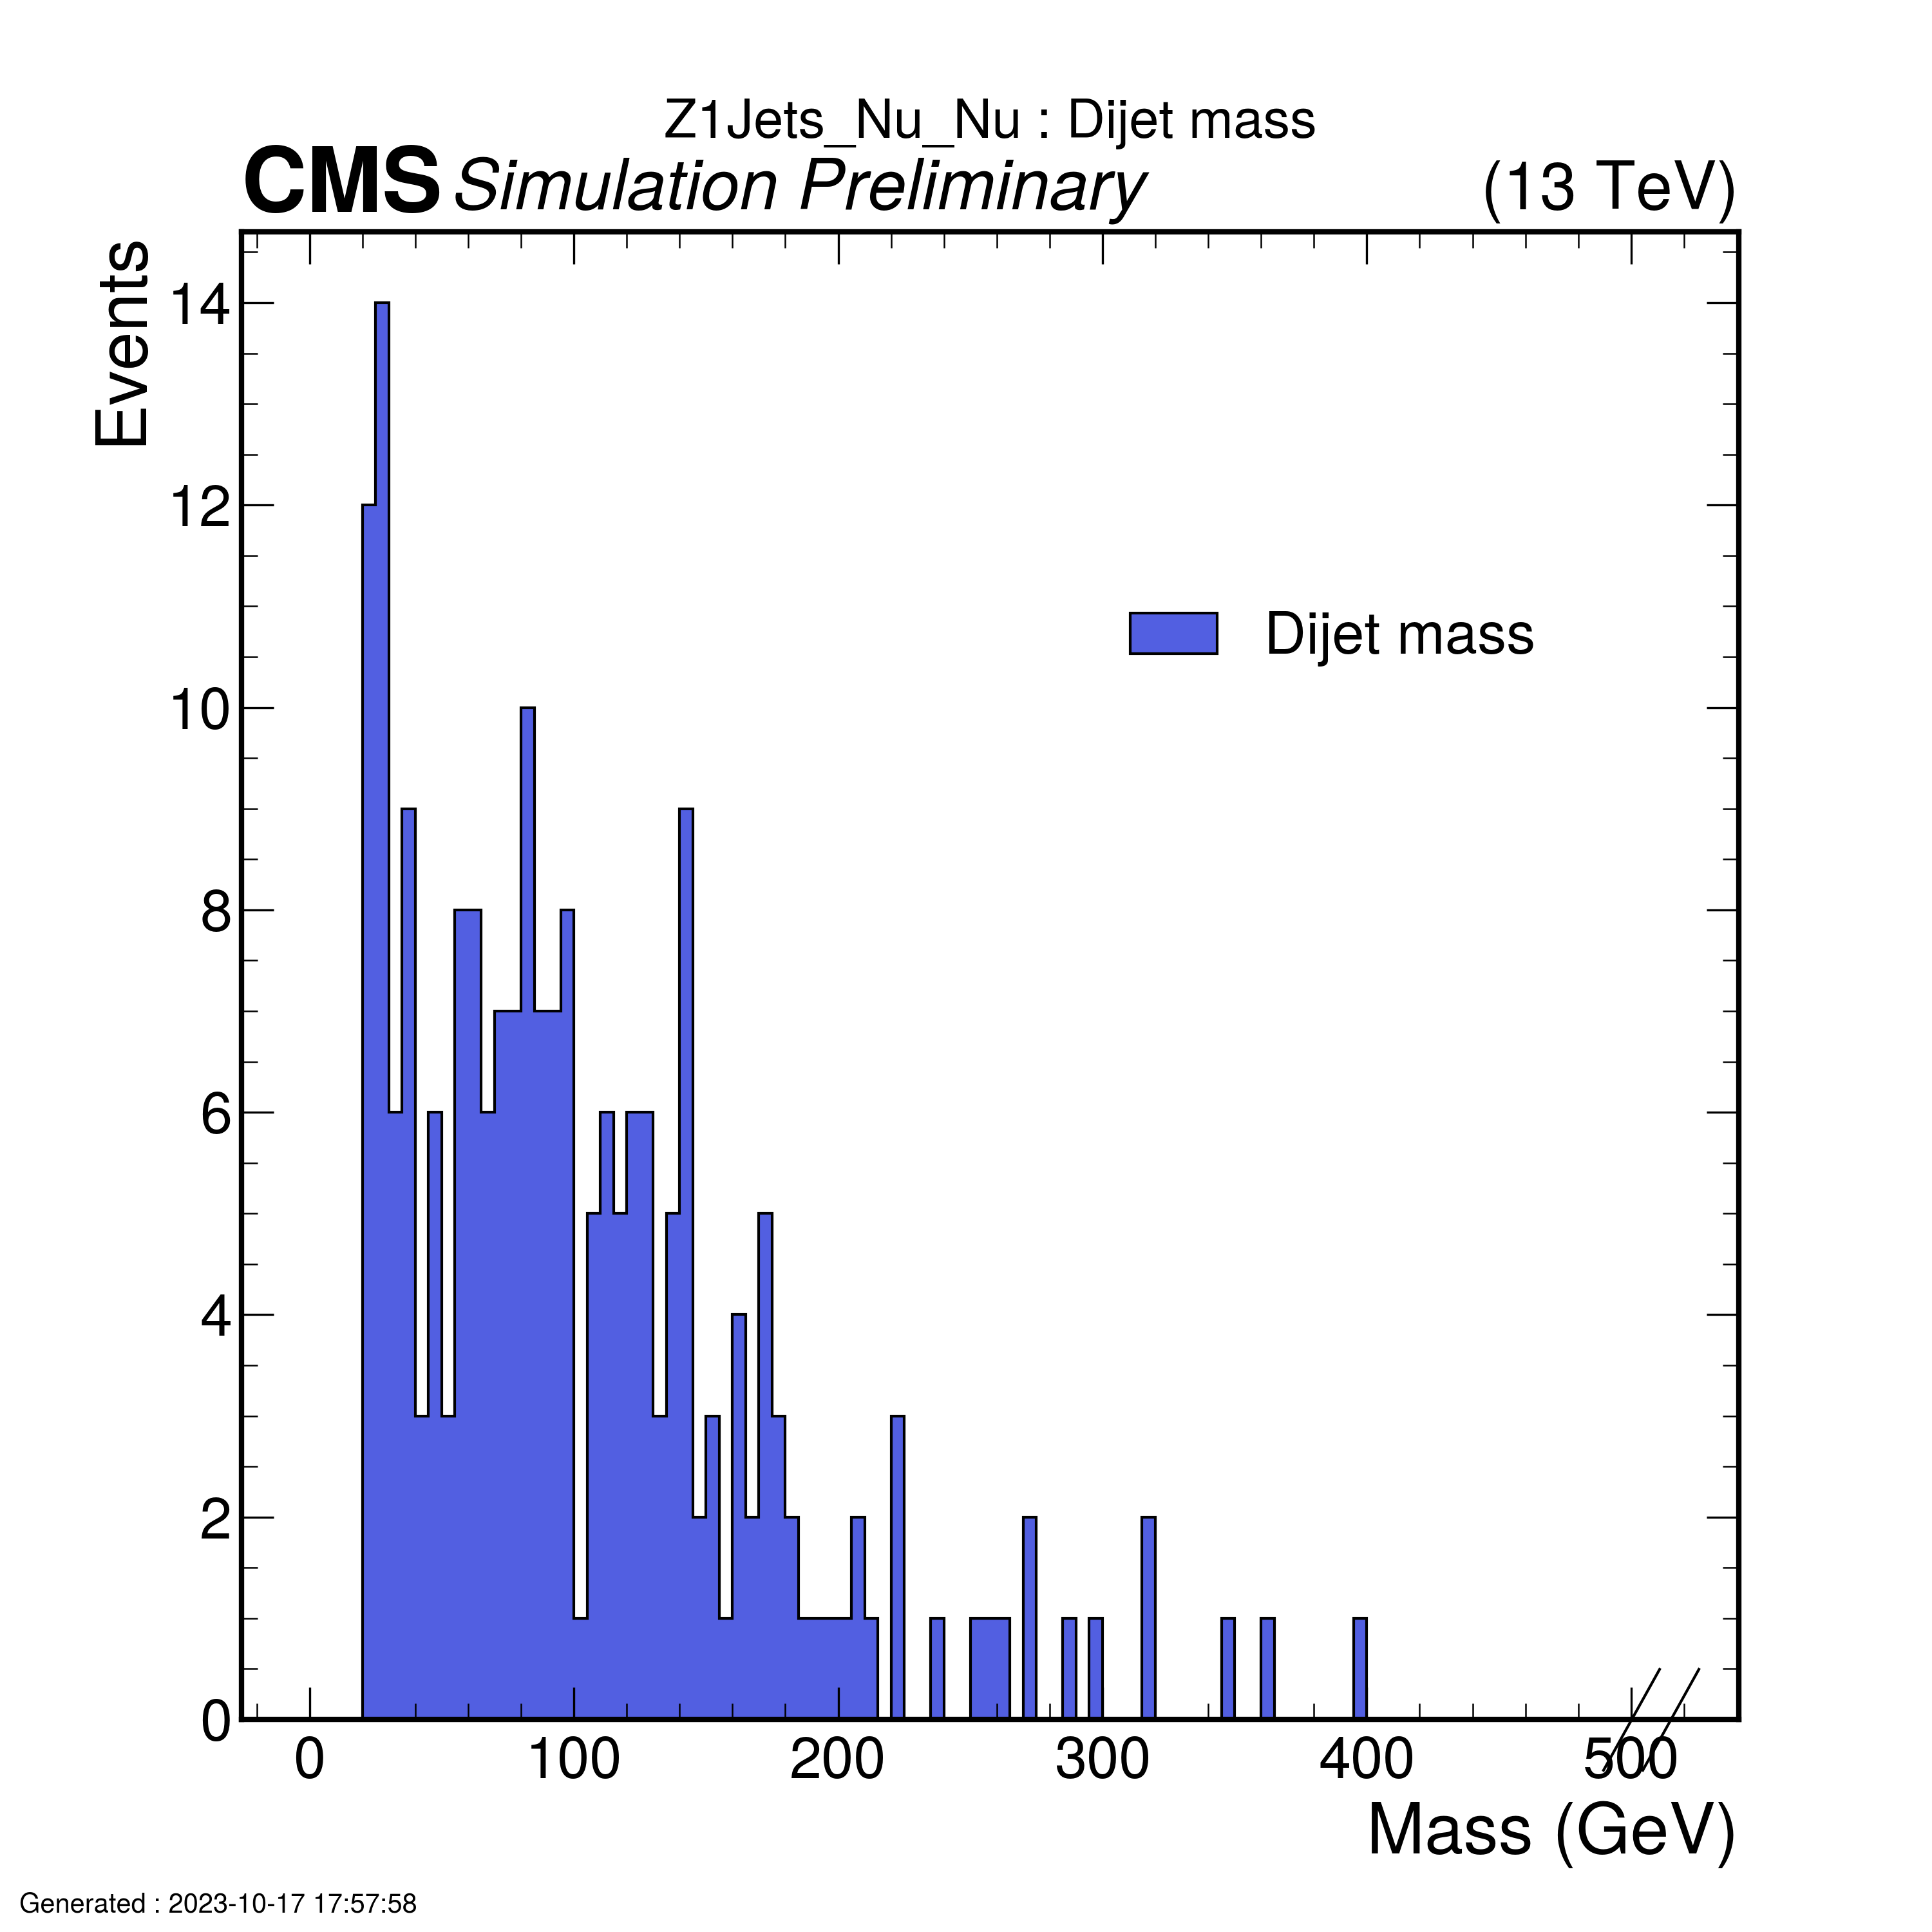 Z1Jets_Nu_Nu : Dijet mass
CMS Simulation Preliminary (13 TeV)
Events
14
12
10
8
6
4
2
0
Dijet mass
0 100 200 300 400 500
Mass (GeV)
Generated : 2023-10-17 17:57:58